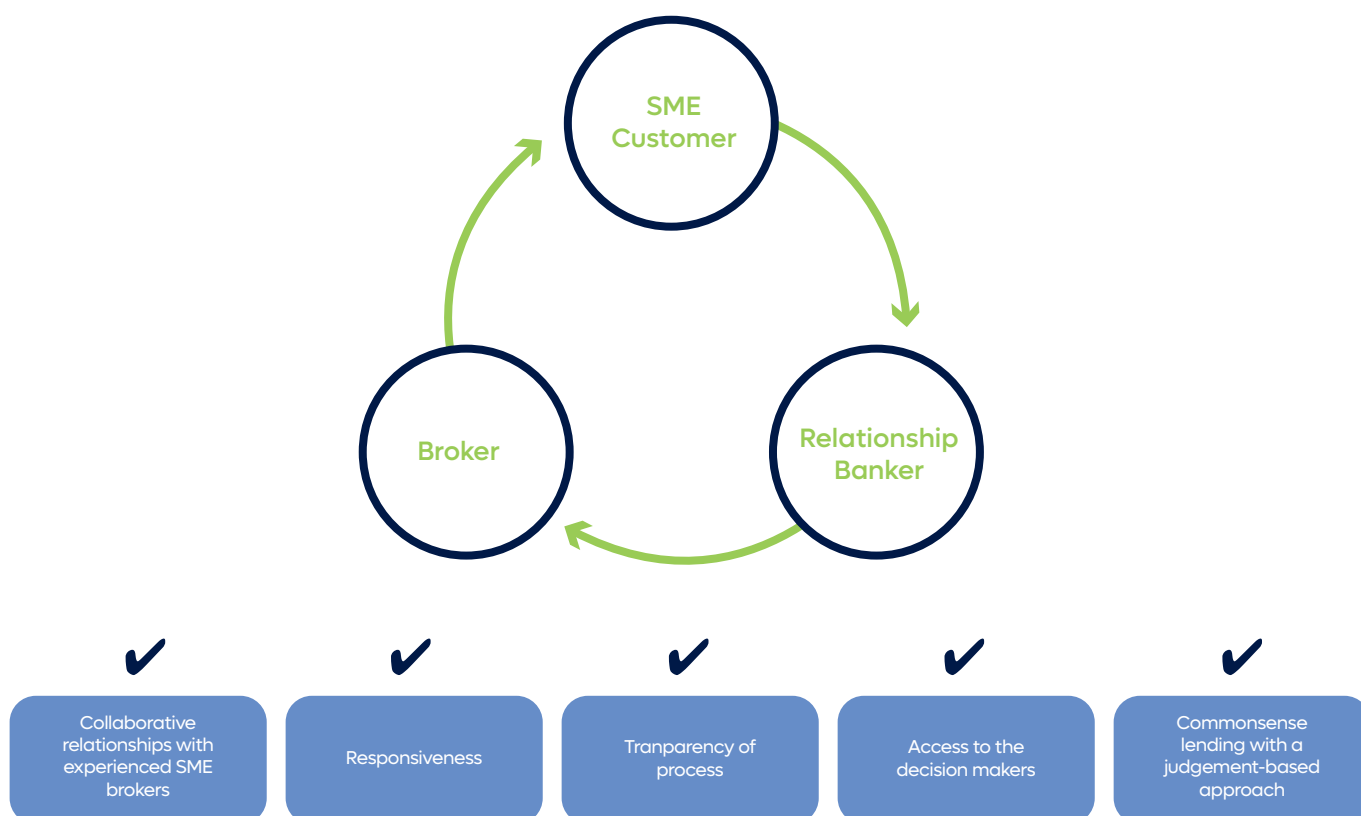 SME
Customer
Broker
Relationship
Banker
Collaborative
relationships with
experienced SME
brokers
Responsiveness
Tranparency of
process
Access to the
decision makers
Commonsense
lending with a
judgement-based
approach